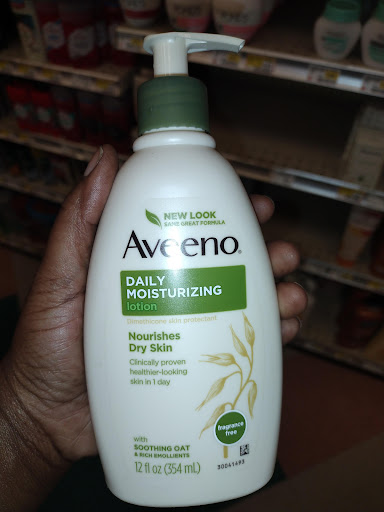 NEW LOOK
SAME GREAT FORMULA
Aveeno®
DAILY
MOISTURIZING
lotion
Dimethicone skin protectant
Nourishes
Dry Skin
Clinically proven
healthier-looking
skin in 1 day
fragrance
free
with
SOOTHING OAT
& RICH EMOLLIENTS
12 fl oz (354 mL)
30041493